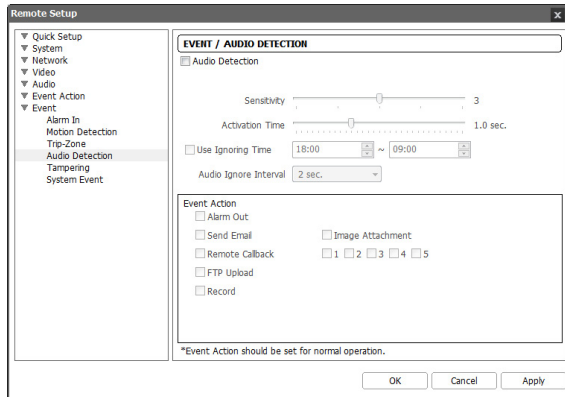 Remote Setup
x
Quick Setup
System
Network
Video
Audio
Event Action
Event
Alarm In
Motion Detection
Trip-Zone
Audio Detection
Tampering
System Event
EVENT / AUDIO DETECTION
Audio Detection
Sensitivity 3
Activation Time 1.0 sec.
Use Ignoring Time 18:00 ~ 09:00
Audio Ignore Interval 2 sec.
Event Action
Alarm Out
Send Email Image Attachment
Remote Callback 1 2 3 4 5
FTP Upload
Record
*Event Action should be set for normal operation.
OK Cancel Apply